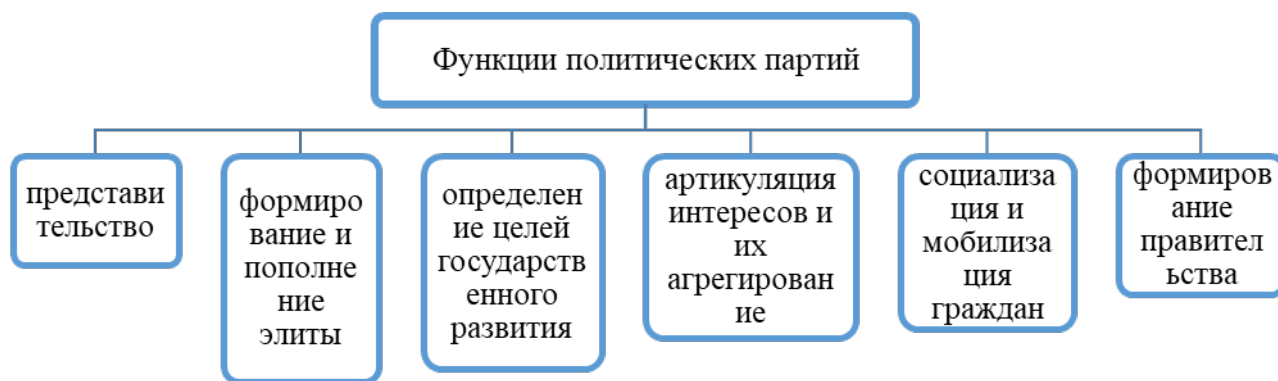 Функции политических партий
представи
тельство
формиро
вание и
пополне
ние
элиты
определен
ие целей
государств
енного
развития
артикуляция
интересов и
их
агрегирован
ие
социализа
ция и
мобилиза
ция
граждан
формиров
ание
правител
ьства